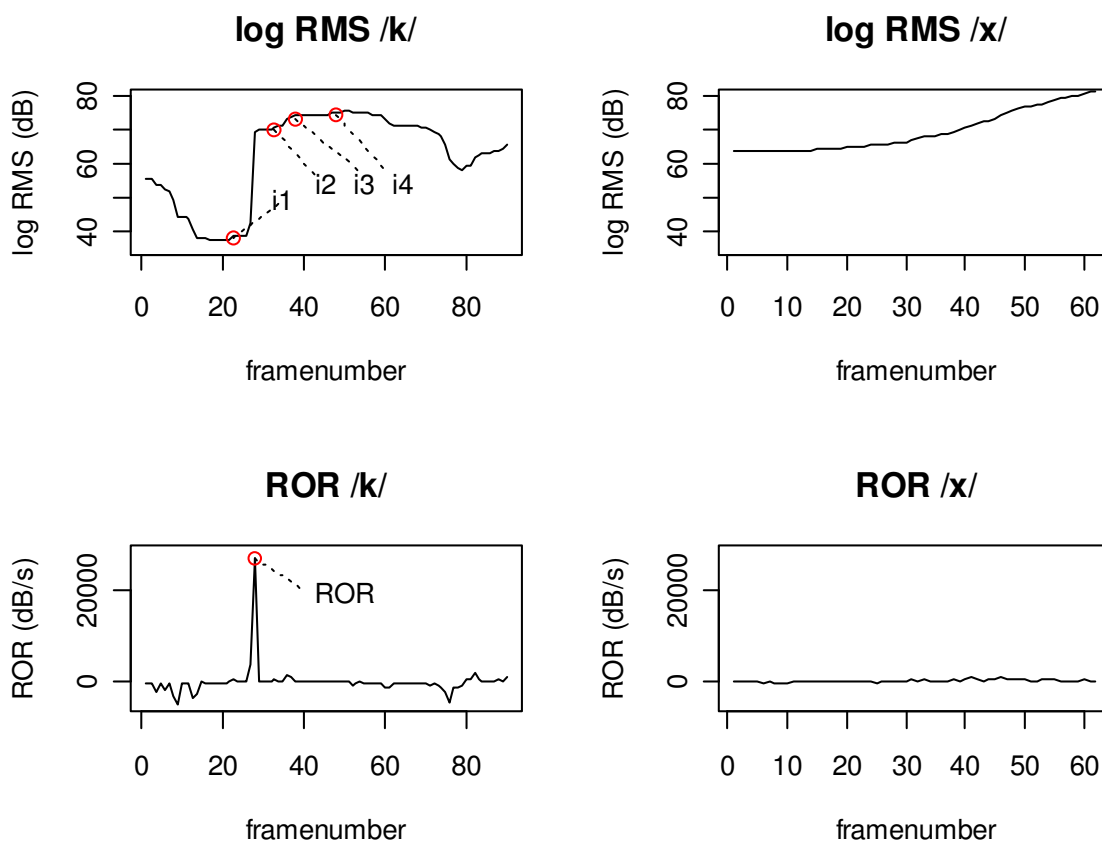 log RMS /k/
log RMS (dB)
80
60
40
i1
i2
i3
i4
0 20 40 60 80
framenumber
log RMS /x/
log RMS (dB)
80
60
40
0 10 20 30 40 50 60
framenumber
ROR /k/
ROR (dB/s)
20000
0
ROR
0 20 40 60 80
framenumber
ROR /x/
ROR (dB/s)
20000
0
0 10 20 30 40 50 60
framenumber